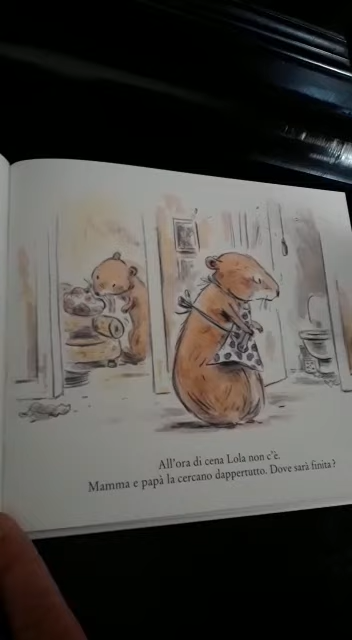 All'ora di cena Lola non c'è.
Mamma e papà la cercano dappertutto. Dove sarà finita?